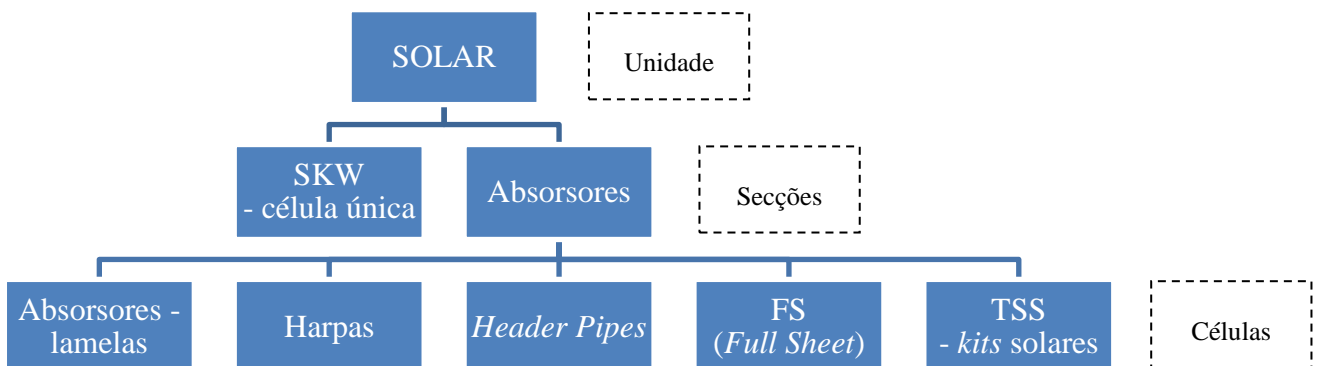 SOLAR
Unidade
SKW
- célula única
Absorsores
Secções
Absorsores -
lamelas
Harpas
Header Pipes
FS
(Full Sheet)
TSS
- kits solares
Células